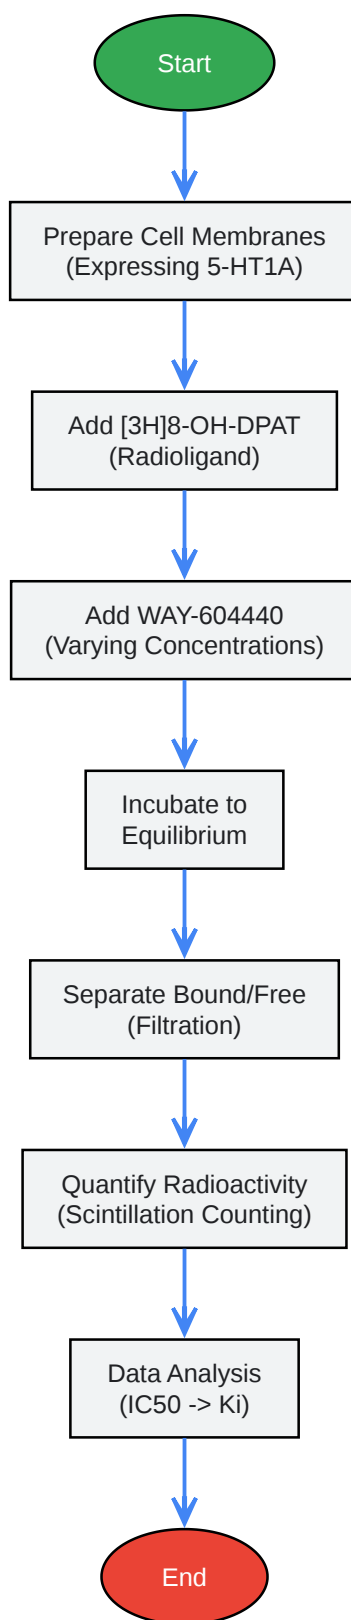 Start
Prepare Cell Membranes
(Expressing 5-HT1A)
Add [3H]8-OH-DPAT
(Radioligand)
Add WAY-604440
(Varying Concentrations)
Incubate to
Equilibrium
Separate Bound/Free
(Filtration)
Quantify Radioactivity
(Scintillation Counting)
Data Analysis
(IC50 -> Ki)
End